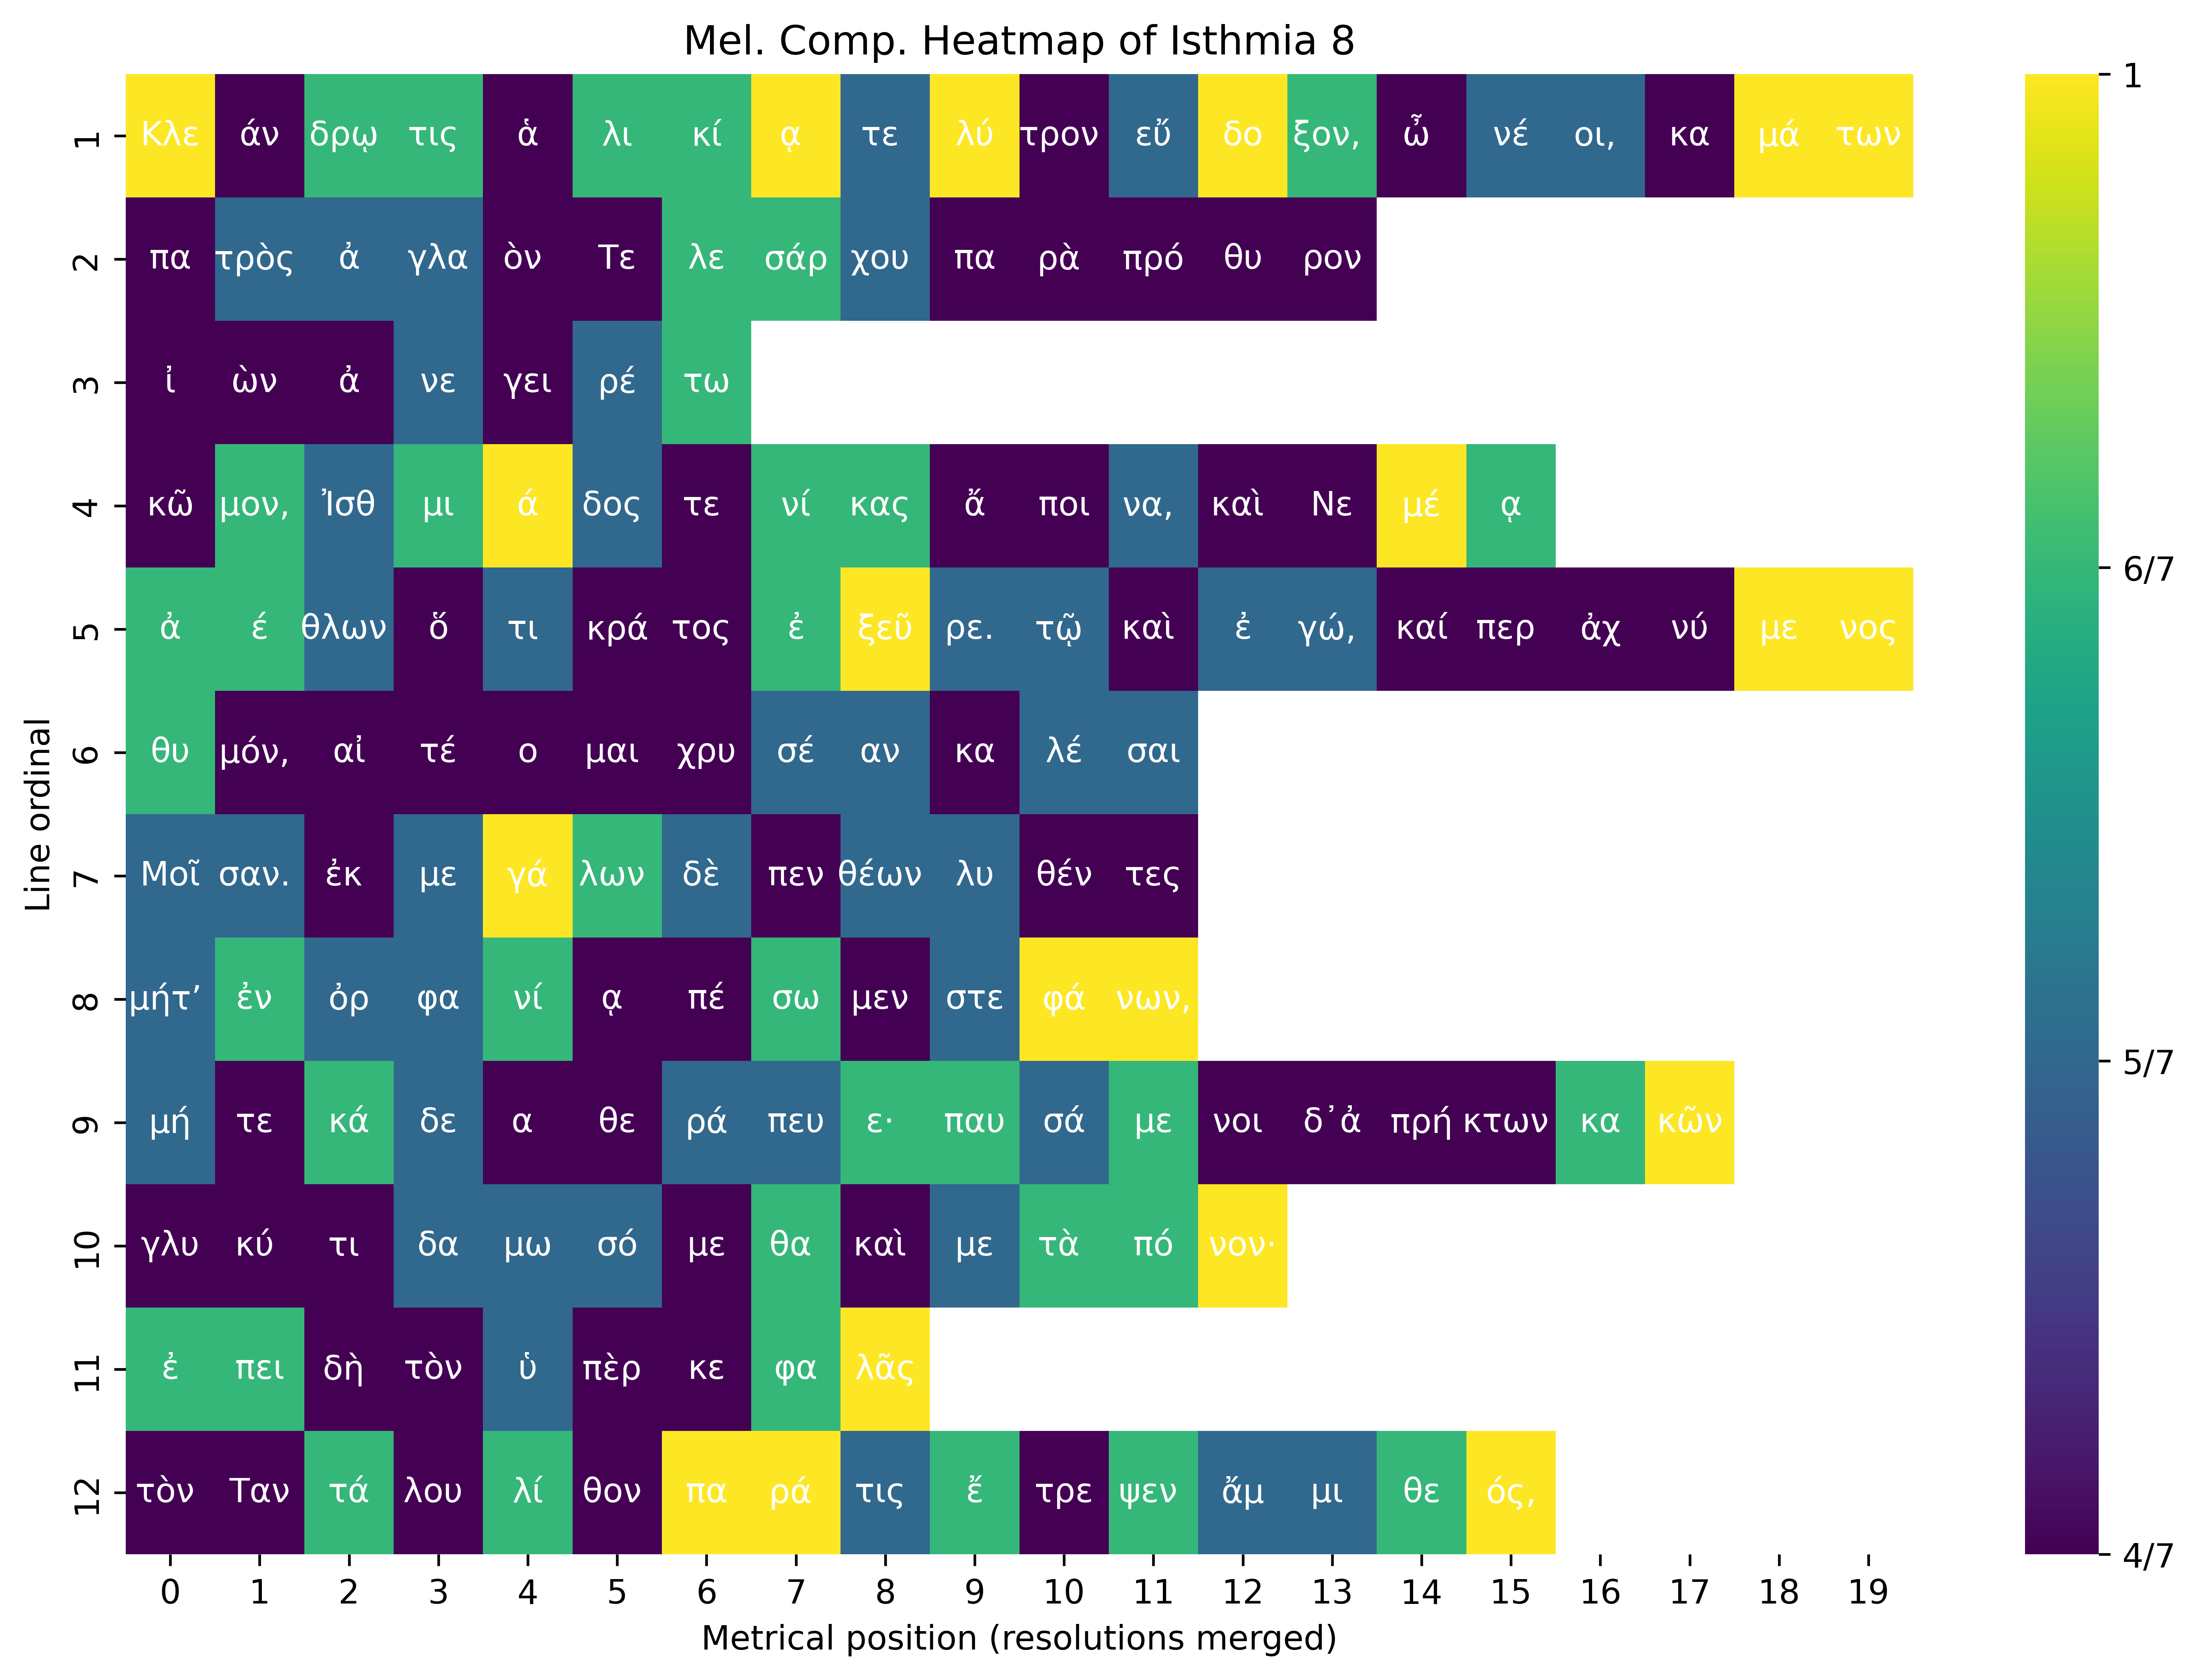 Mel. Comp. Heatmap of Isthmia 8
1 Κλε άν δρῳ τις ἁ λι κί ᾳ τε λύ τρον εὔ δο ξον, ὦ νέ οι, κα μά των
2 πα τρὸς ἀ γλα ὸν Τε λε σάρ χου πα ρὰ πρό θυ ρον
3 ἰ ὼν ἀ νε γει ρέ τω
4 κῶ μον, Ἰσθ μι ά δος τε νί κας ἄ ποι να, καὶ Νε μέ ᾳ
5 ἀ έ θλων ὅ τι κρά τος ἐ ξεῦ ρε. τῷ καὶ ἐ γώ, καί περ ἀχ νύ με νος
6 θυ μόν, αἰ τέ ο μαι χρυ σέ αν κα λέ σαι
7 Μοῖ σαν. ἐκ με γά λων δὲ πεν θέων λυ θέν τες
8 μήτ’ ἐν ὀρ φα νί ᾳ πέ σω μεν στε φά νων,
9 μή τε κά δε α θε ρά πευ ε· παυ σά με νοι δ᾽ἀ πρή κτων κα κῶν
10 γλυ κύ τι δα μω σό με θα καὶ με τὰ πό νον·
11 ἐ πει δὴ τὸν ὑ πὲρ κε φα λᾶς
12 τὸν Ταν τά λου λί θον πα ρά τις ἔ τρε ψεν ἄμ μι θε ός,
0 1 2 3 4 5 6 7 8 9 10 11 12 13 14 15 16 17 18 19
Metrical position (resolutions merged)
Line ordinal
1
6/7
5/7
4/7